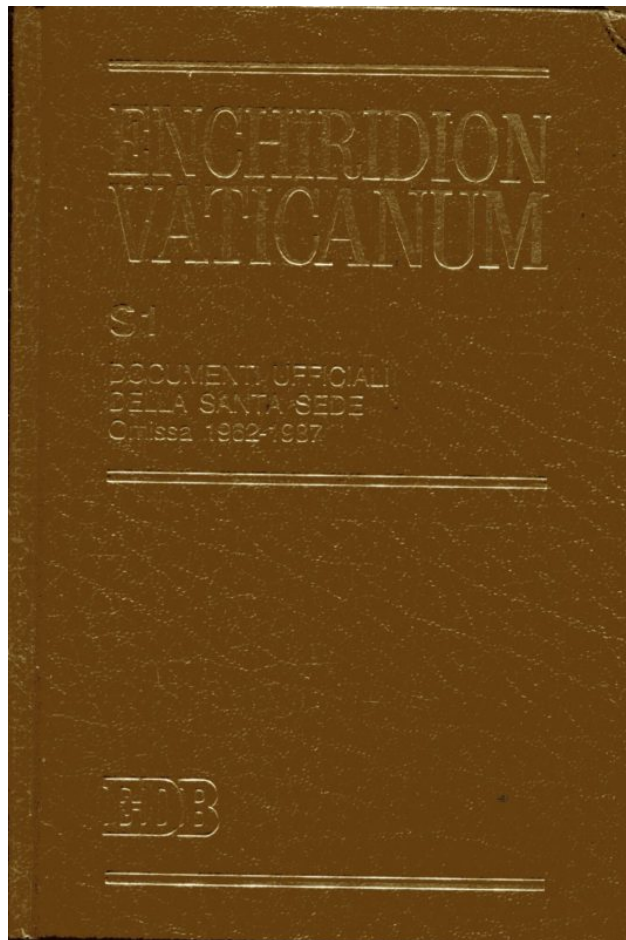 ENCHIRIDION
VATICANUM
S1
DOCUMENTI UFFICIALI
DELLA SANTA SEDE
Omissa 1962-1987
EDB